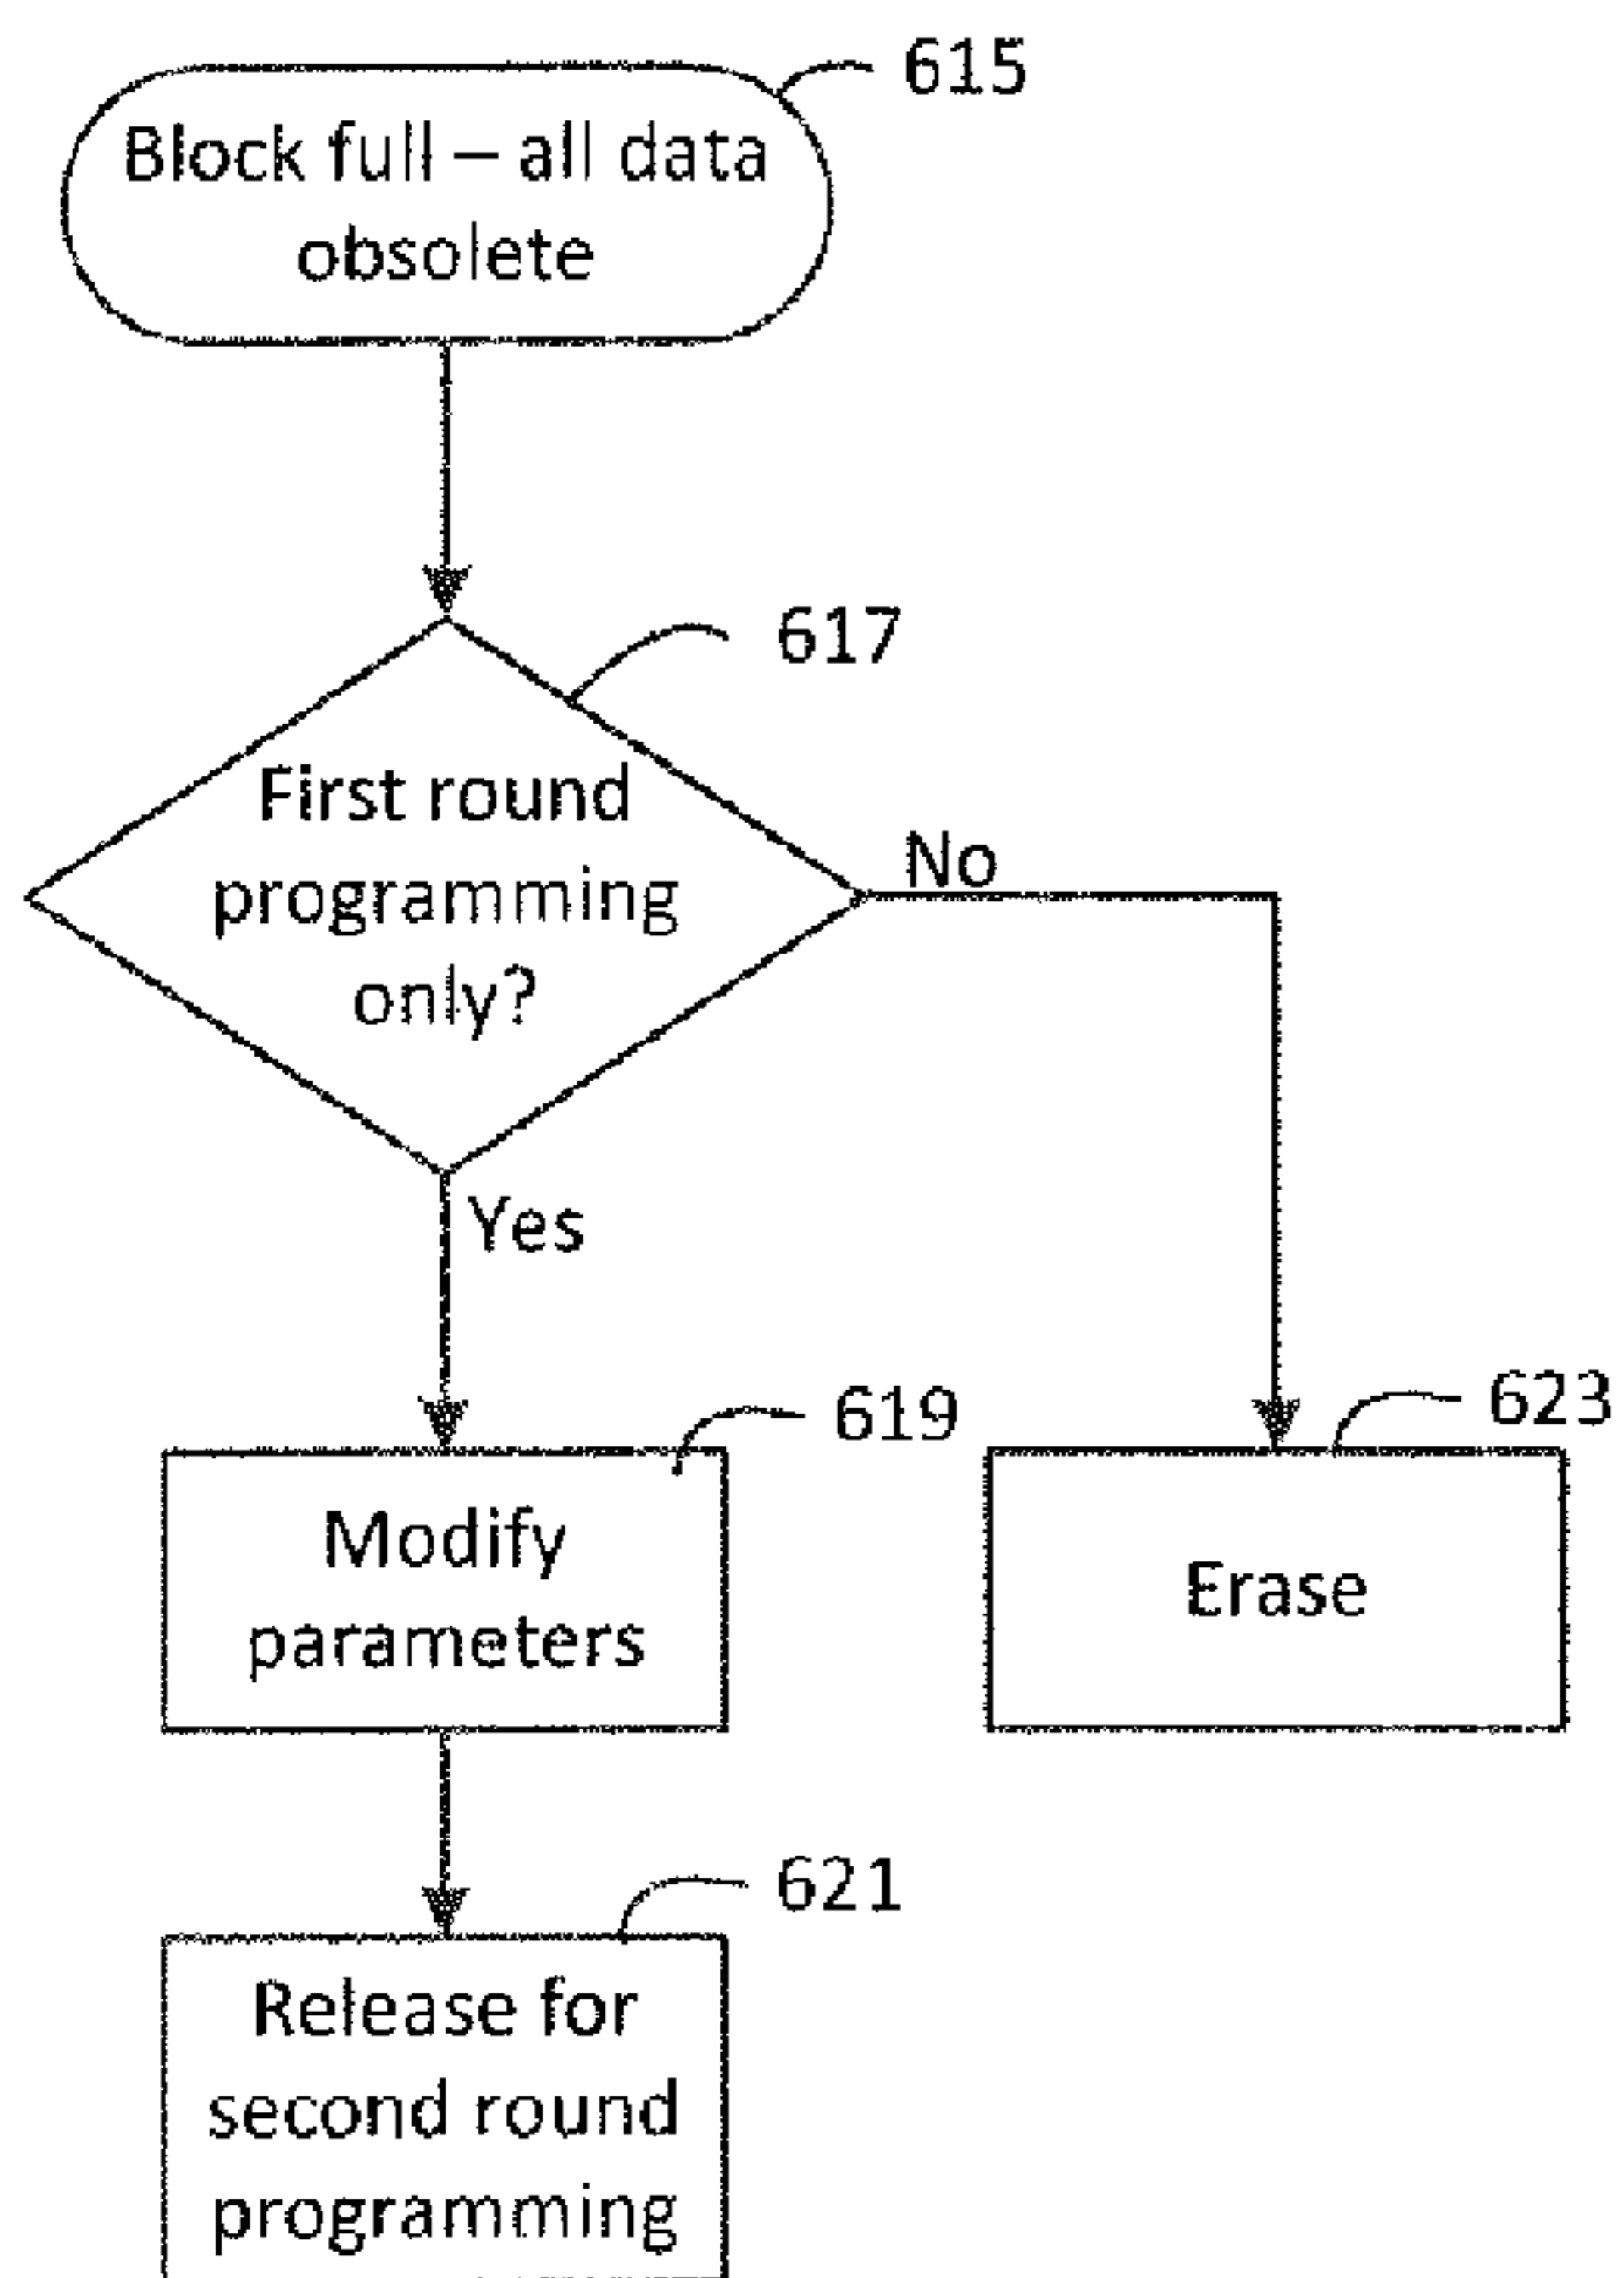 615
Block full – all data
obsolete
617
First round
programming
only?
No
Yes
619
Modify
parameters
623
Erase
621
Release for
second round
programming